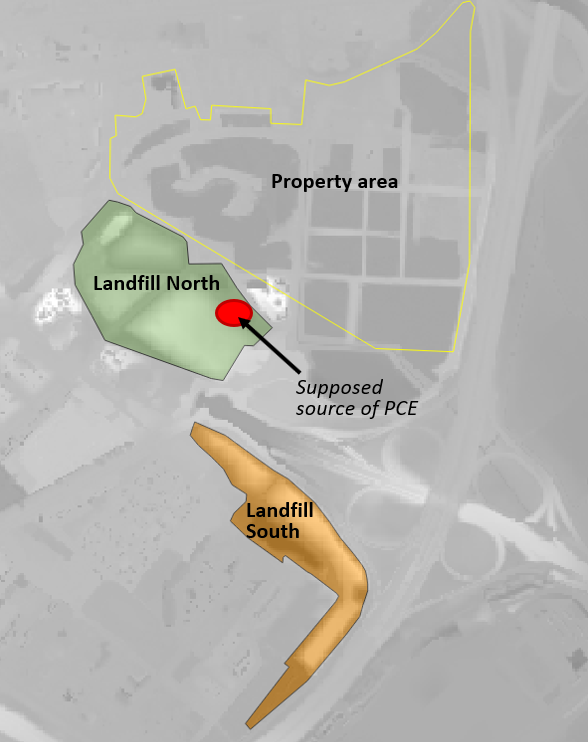 Property area
Landfill North
Supposed
source of PCE
Landfill
South